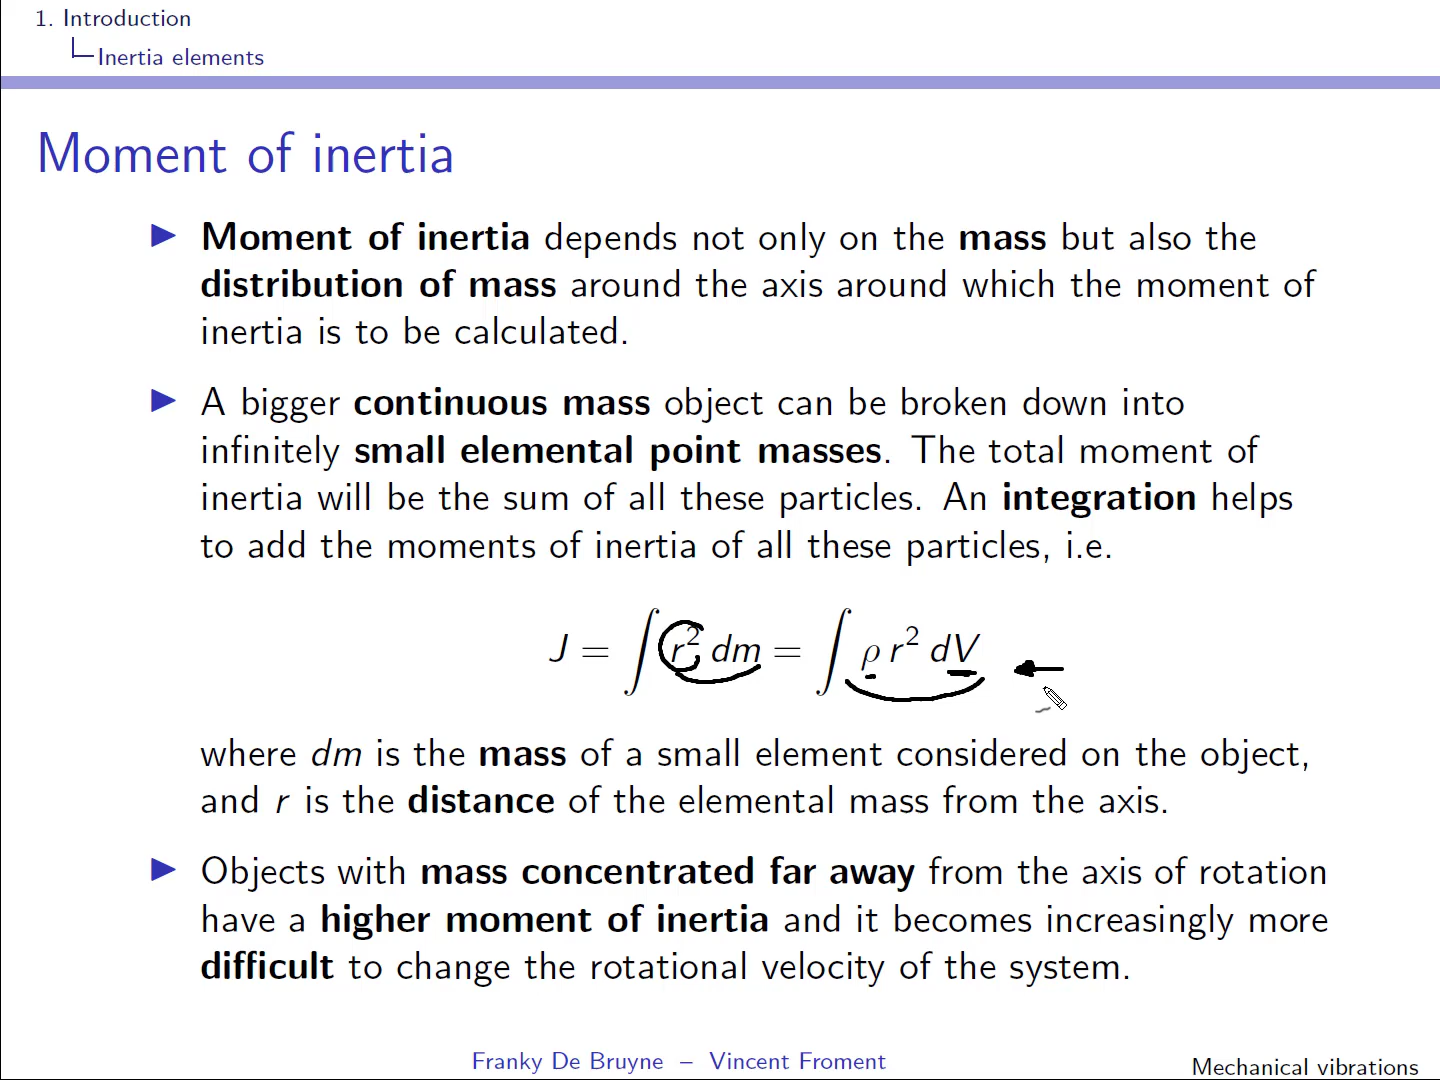 1. Introduction
Inertia elements
Moment of inertia
Moment of inertia depends not only on the mass but also the
distribution of mass around the axis around which the moment of
inertia is to be calculated.
A bigger continuous mass object can be broken down into
infinitely small elemental point masses. The total moment of
inertia will be the sum of all these particles. An integration helps
to add the moments of inertia of all these particles, i.e.
J = ∫ r² dm = ∫ ρ r² dV
where dm is the mass of a small element considered on the object,
and r is the distance of the elemental mass from the axis.
Objects with mass concentrated far away from the axis of rotation
have a higher moment of inertia and it becomes increasingly more
difficult to change the rotational velocity of the system.
Franky De Bruyne – Vincent Froment
Mechanical vibrations